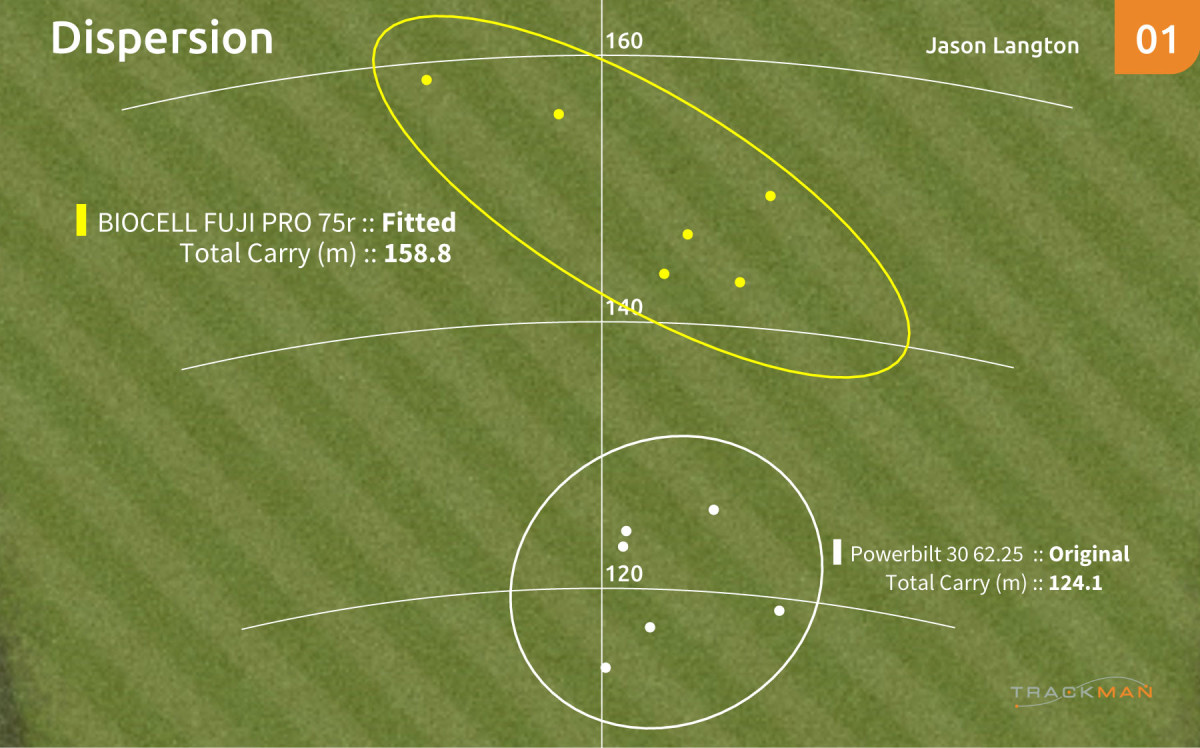 Dispersion
Jason Langton
01
160
BIOCELL FUJI PRO 75r :: Fitted
Total Carry (m) :: 158.8
140
Powerbilt 30 62.25 :: Original
Total Carry (m) :: 124.1
120
TRACKMAN